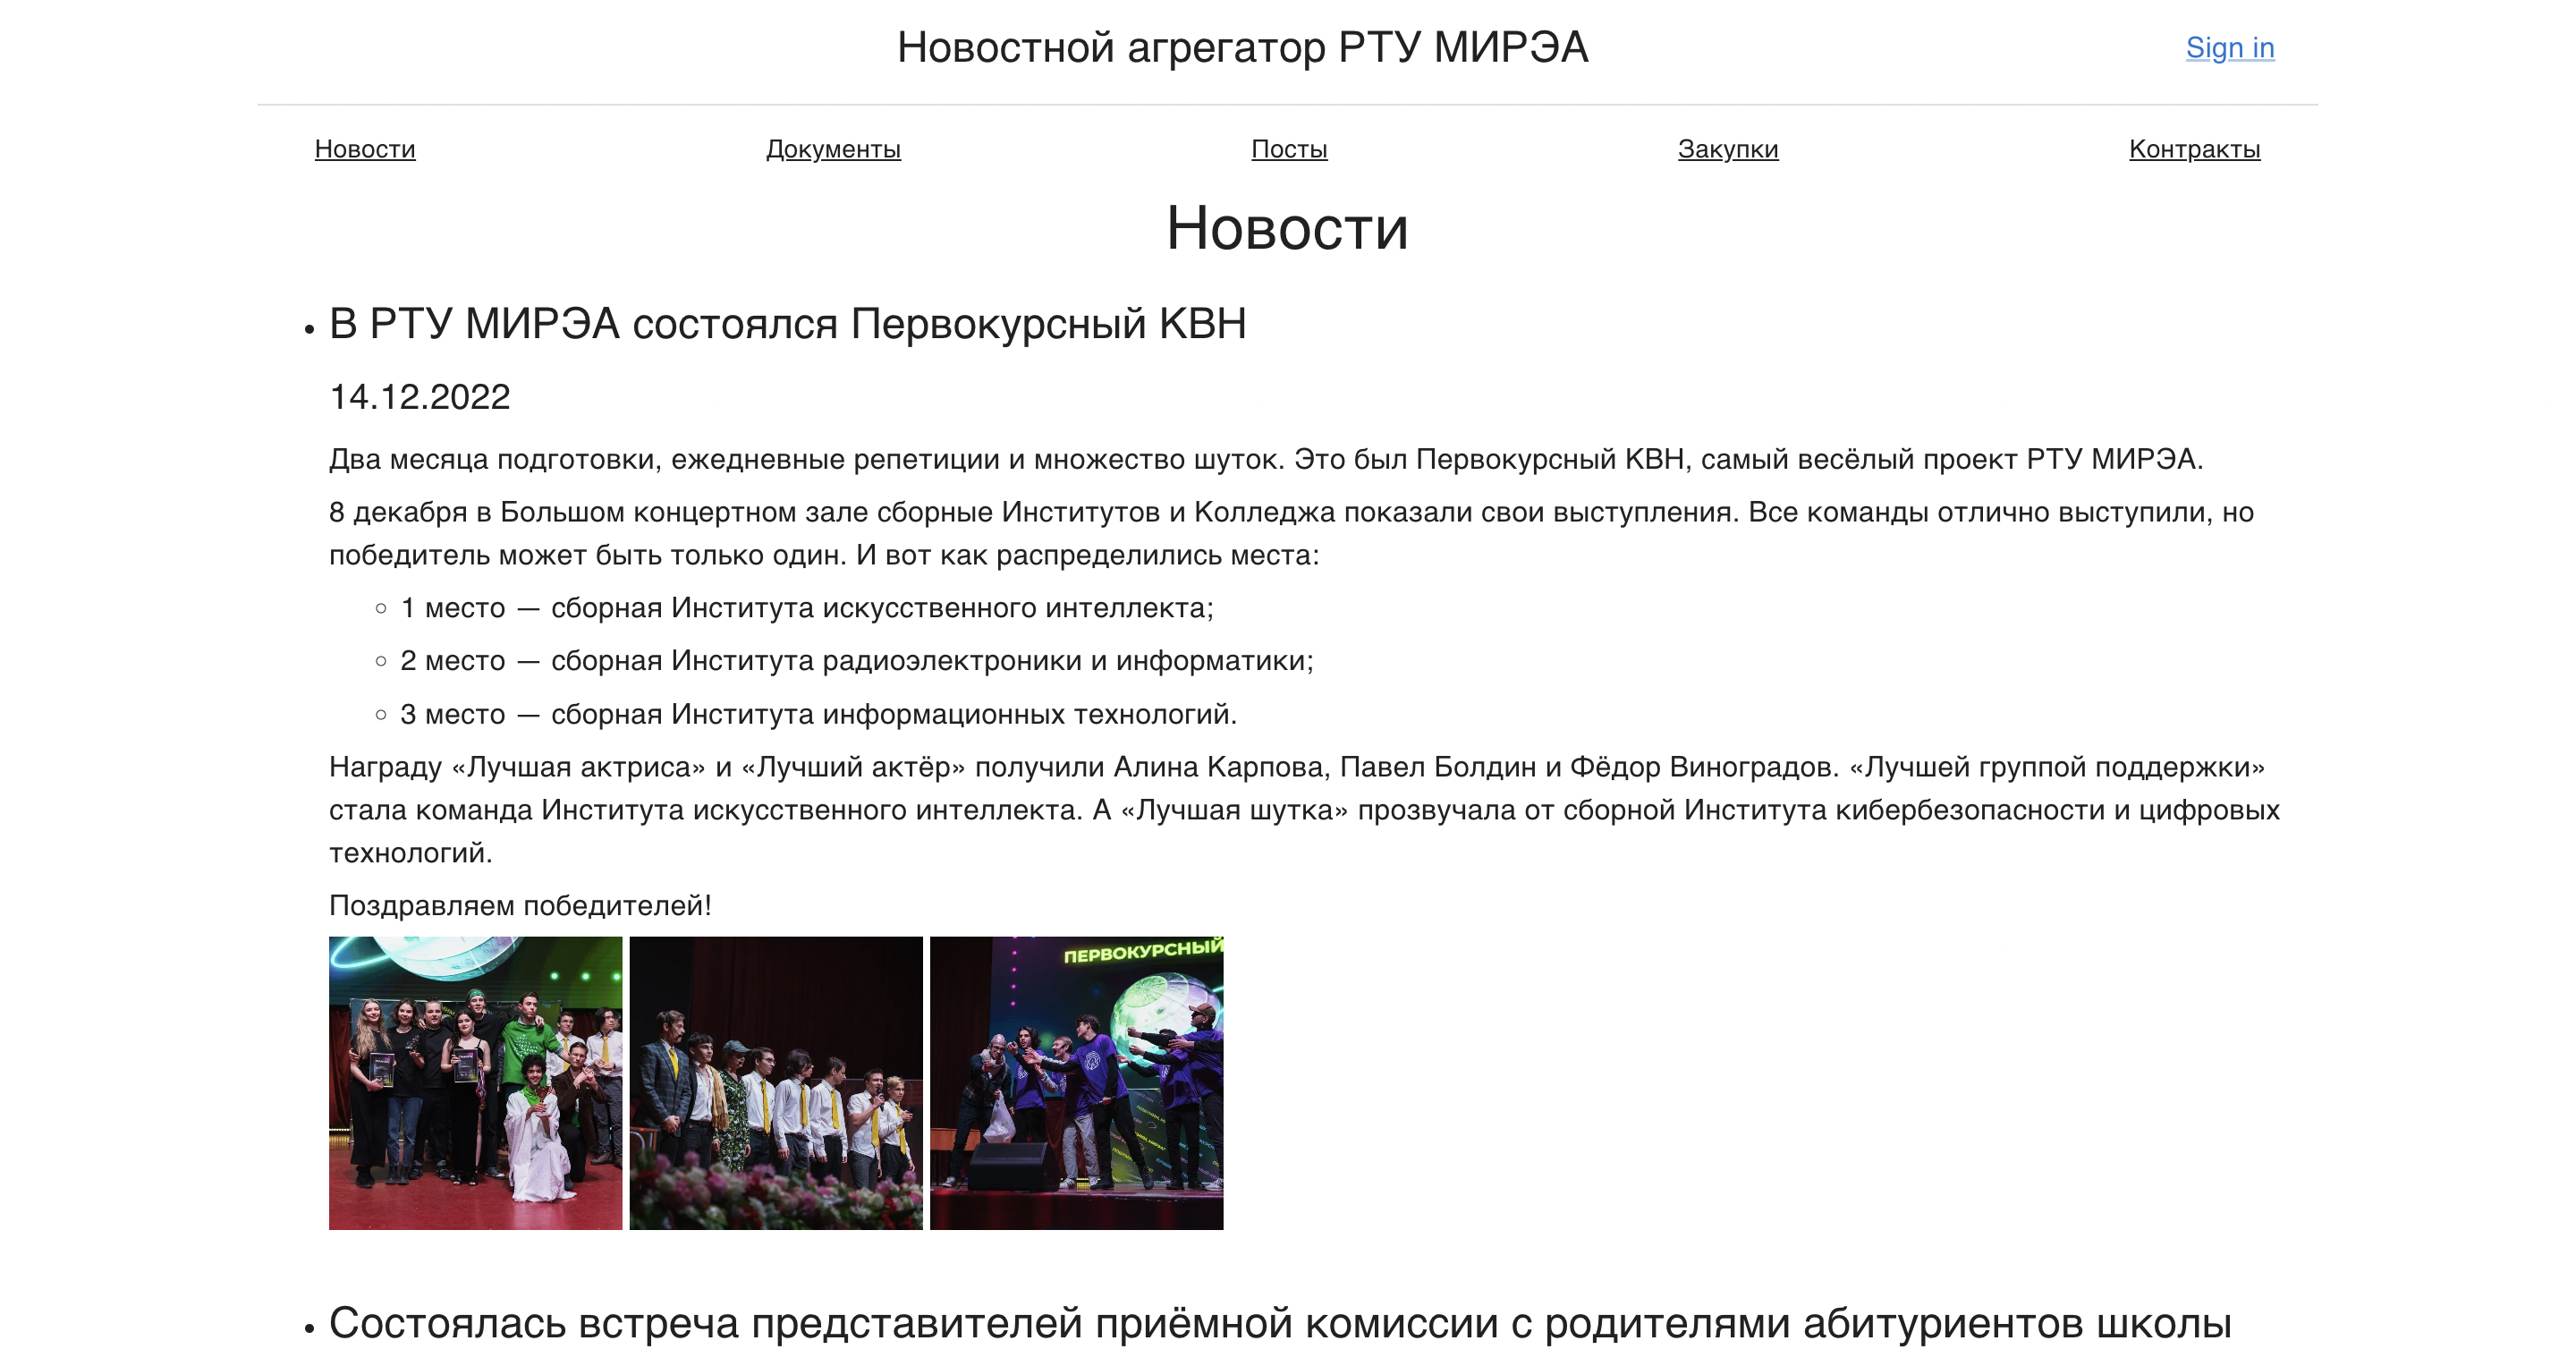 Новостной агрегатор РТУ МИРЭА
Sign in
Новости
Документы
Посты
Закупки
Контракты
Новости
• В РТУ МИРЭА состоялся Первокурсный КВН
14.12.2022
Два месяца подготовки, ежедневные репетиции и множество шуток. Это был Первокурсный КВН, самый весёлый проект РТУ МИРЭА.
8 декабря в Большом концертном зале сборные Институтов и Колледжа показали свои выступления. Все команды отлично выступили, но
победитель может быть только один. И вот как распределились места:
◦ 1 место — сборная Института искусственного интеллекта;
◦ 2 место — сборная Института радиоэлектроники и информатики;
◦ 3 место — сборная Института информационных технологий.
Награду «Лучшая актриса» и «Лучший актёр» получили Алина Карпова, Павел Болдин и Фёдор Виноградов. «Лучшей группой поддержки»
стала команда Института искусственного интеллекта. А «Лучшая шутка» прозвучала от сборной Института кибербезопасности и цифровых
технологий.
Поздравляем победителей!
ПЕРВОКУРСНЫЙ
• Состоялась встреча представителей приёмной комиссии с родителями абитуриентов школы